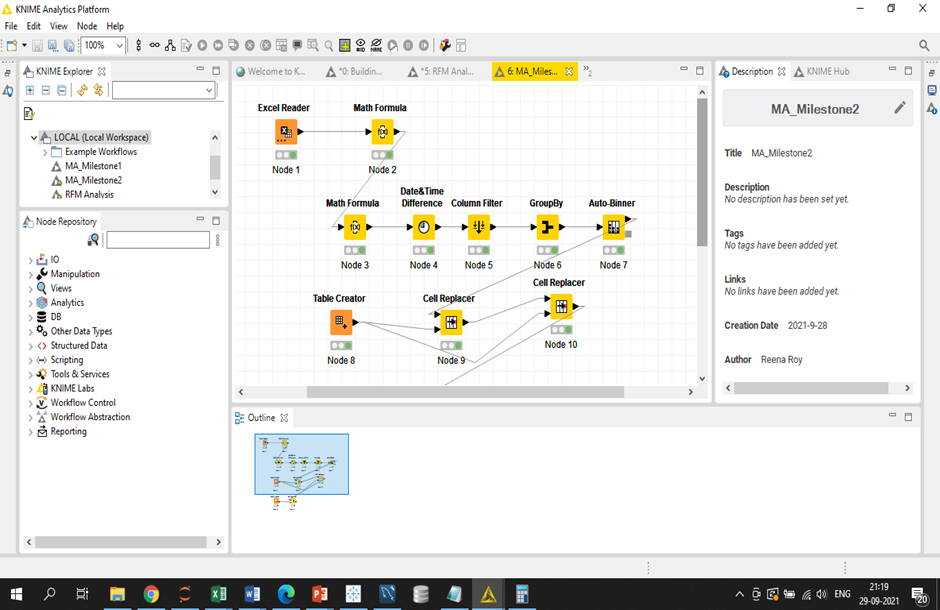 KNIME Analytics Platform
File Edit View Node Help
100%
KNIME Explorer
LOCAL (Local Workspace)
Example Workflows
MA_Milestone1
MA_Milestone2
RFM Analysis
Node Repository
IO
Manipulation
Views
Analytics
DB
Other Data Types
Structured Data
Scripting
Tools & Services
KNIME Labs
Workflow Control
Workflow Abstraction
Reporting
Welcome to K... *0: Buildin... *5: RFM Anal... 6: MA_Miles... »2
Excel Reader Math Formula
Node 1 Node 2
Date&Time
Math Formula Difference Column Filter GroupBy Auto-Binner
Node 3 Node 4 Node 5 Node 6 Node 7
Cell Replacer
Table Creator Cell Replacer
Node 10
Node 8 Node 9
Outline
Description KNIME Hub
MA_Milestone2
Title MA_Milestone2
Description
No description has been set yet.
Tags
No tags have been added yet.
Links
No links have been added yet.
Creation Date 2021-9-28
Author Reena Roy
ENG
21:19
29-09-2021
20